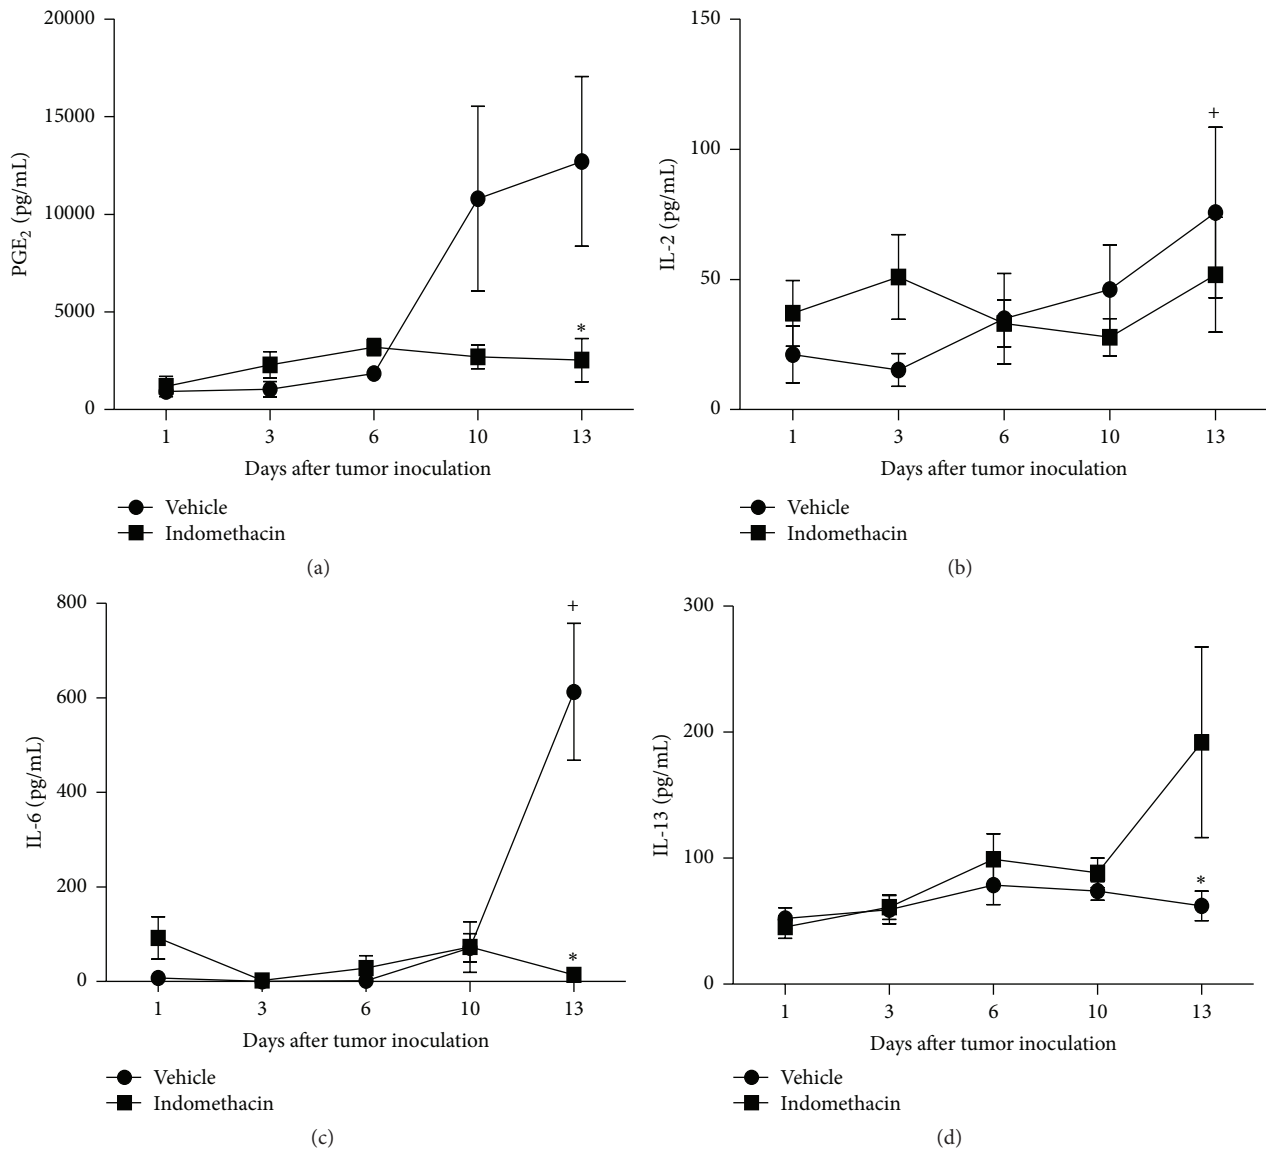 20000
15000
10000
5000
0
PGE₂ (pg/mL)
*
1 3 6 10 13
Days after tumor inoculation
Vehicle
Indomethacin
(a)
150
100
50
0
IL-2 (pg/mL)
+
1 3 6 10 13
Days after tumor inoculation
Vehicle
Indomethacin
(b)
800
600
400
200
0
IL-6 (pg/mL)
+
*
1 3 6 10 13
Days after tumor inoculation
Vehicle
Indomethacin
(c)
300
200
100
0
IL-13 (pg/mL)
*
1 3 6 10 13
Days after tumor inoculation
Vehicle
Indomethacin
(d)